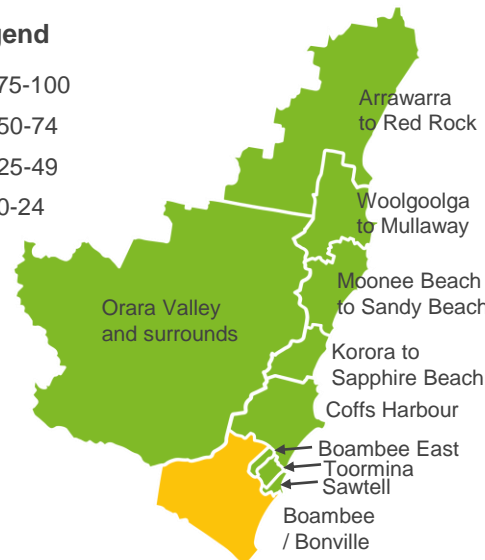 gend
75-100
50-74
25-49
0-24
Arrawarra
to Red Rock
Woolgoolga
to Mullaway
Moonee Beach
to Sandy Beach
Orara Valley
and surrounds
Korora to
Sapphire Beach
Coffs Harbour
Boambee East
Toormina
Sawtell
Boambee
/ Bonville